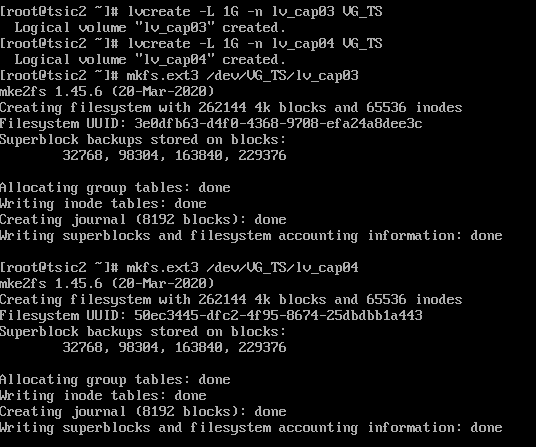 [root@tsic2 ~]# lvcreate -L 1G -n lv_cap03 VG_TS
  Logical volume "lv_cap03" created.
[root@tsic2 ~]# lvcreate -L 1G -n lv_cap04 VG_TS
  Logical volume "lv_cap04" created.
[root@tsic2 ~]# mkfs.ext3 /dev/VG_TS/lv_cap03
mke2fs 1.45.6 (20-Mar-2020)
Creating filesystem with 262144 4k blocks and 65536 inodes
Filesystem UUID: 3e0dfb63-d4f0-4368-9708-efa24a8dee3c
Superblock backups stored on blocks:
        32768, 98304, 163840, 229376

Allocating group tables: done
Writing inode tables: done
Creating journal (8192 blocks): done
Writing superblocks and filesystem accounting information: done

[root@tsic2 ~]# mkfs.ext3 /dev/VG_TS/lv_cap04
mke2fs 1.45.6 (20-Mar-2020)
Creating filesystem with 262144 4k blocks and 65536 inodes
Filesystem UUID: 50ec3445-dfc2-4f95-8674-25dbdbb1a443
Superblock backups stored on blocks:
        32768, 98304, 163840, 229376

Allocating group tables: done
Writing inode tables: done
Creating journal (8192 blocks): done
Writing superblocks and filesystem accounting information: done